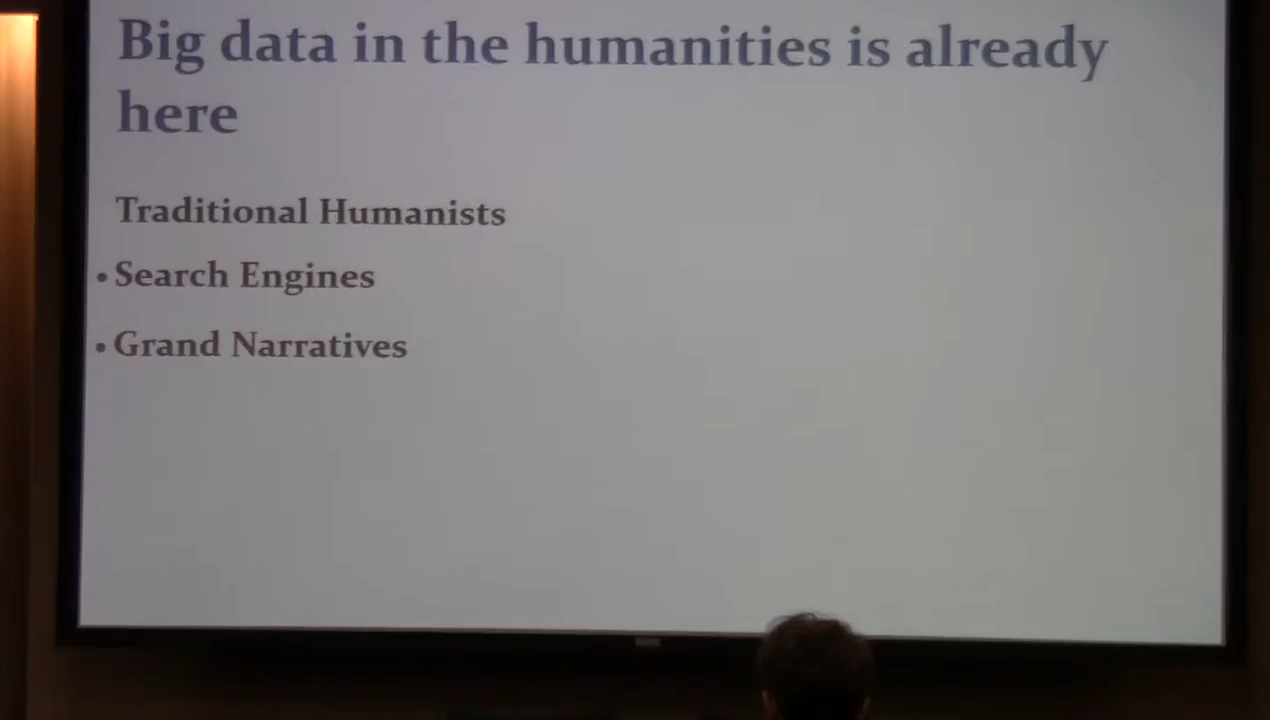 Big data in the humanities is already
here
Traditional Humanists
• Search Engines
• Grand Narratives